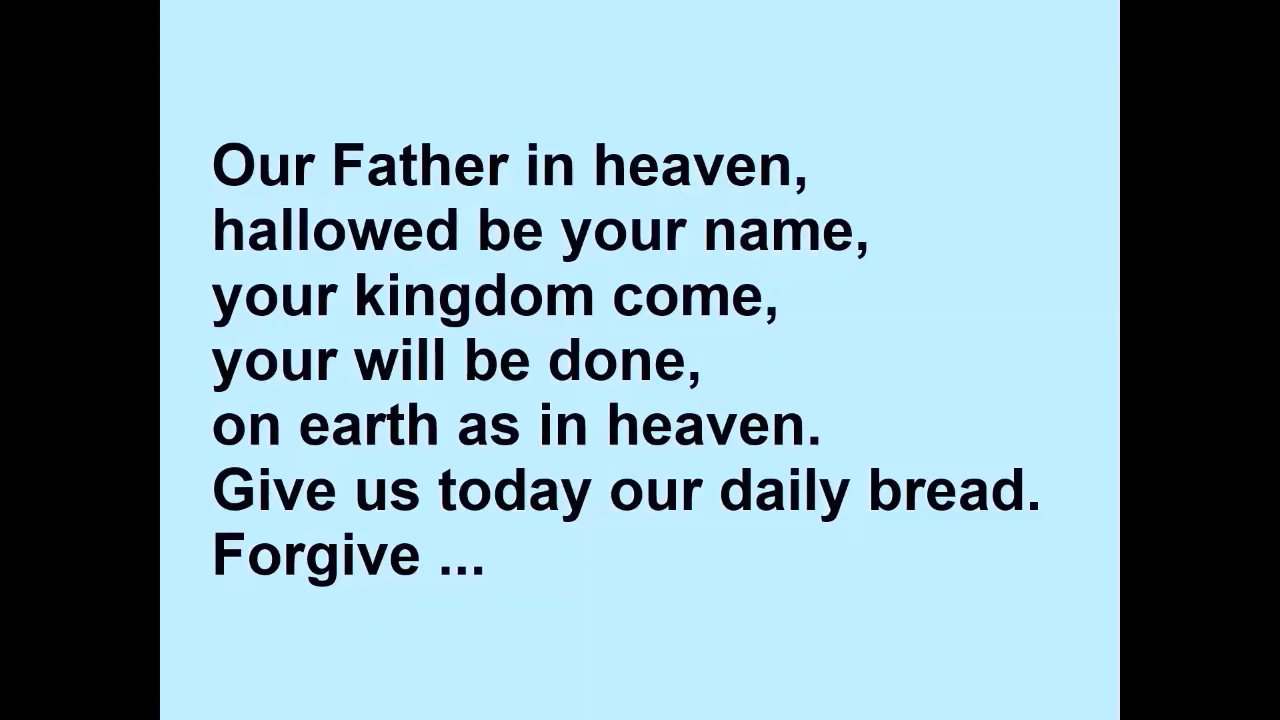 Our Father in heaven,
hallowed be your name,
your kingdom come,
your will be done,
on earth as in heaven.
Give us today our daily bread.
Forgive ...